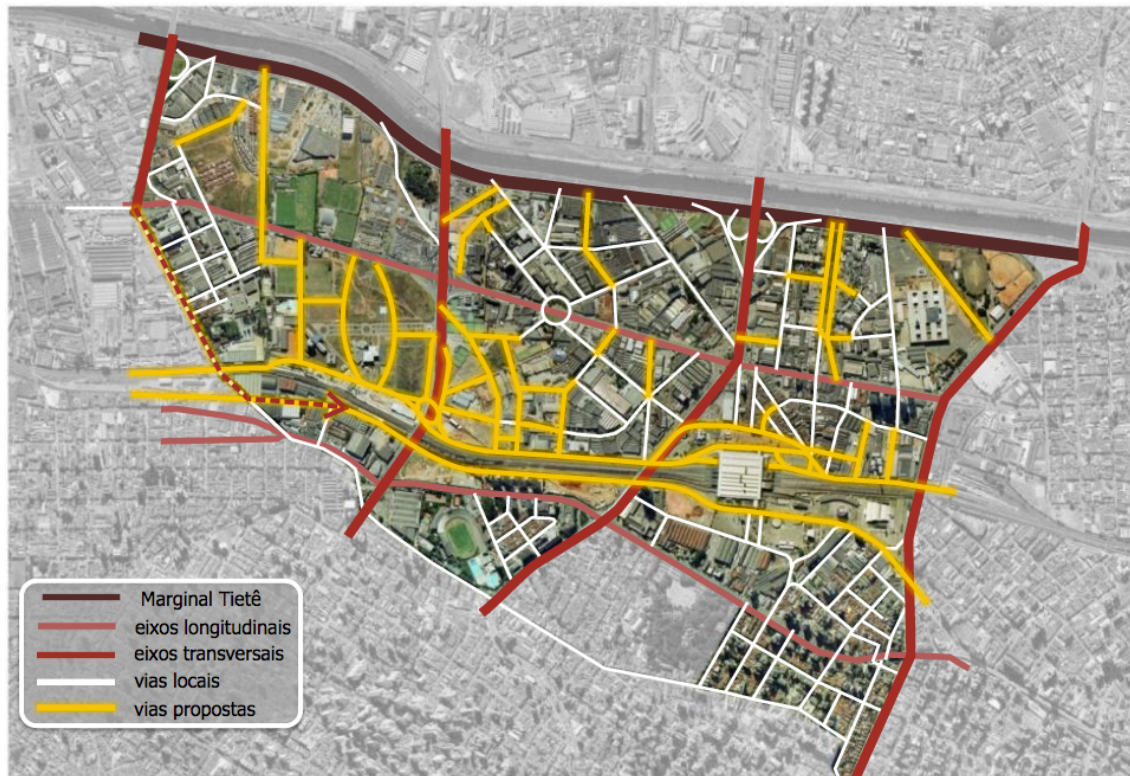 Marginal Tietê
eixos longitudinais
eixos transversais
vias locais
vias propostas